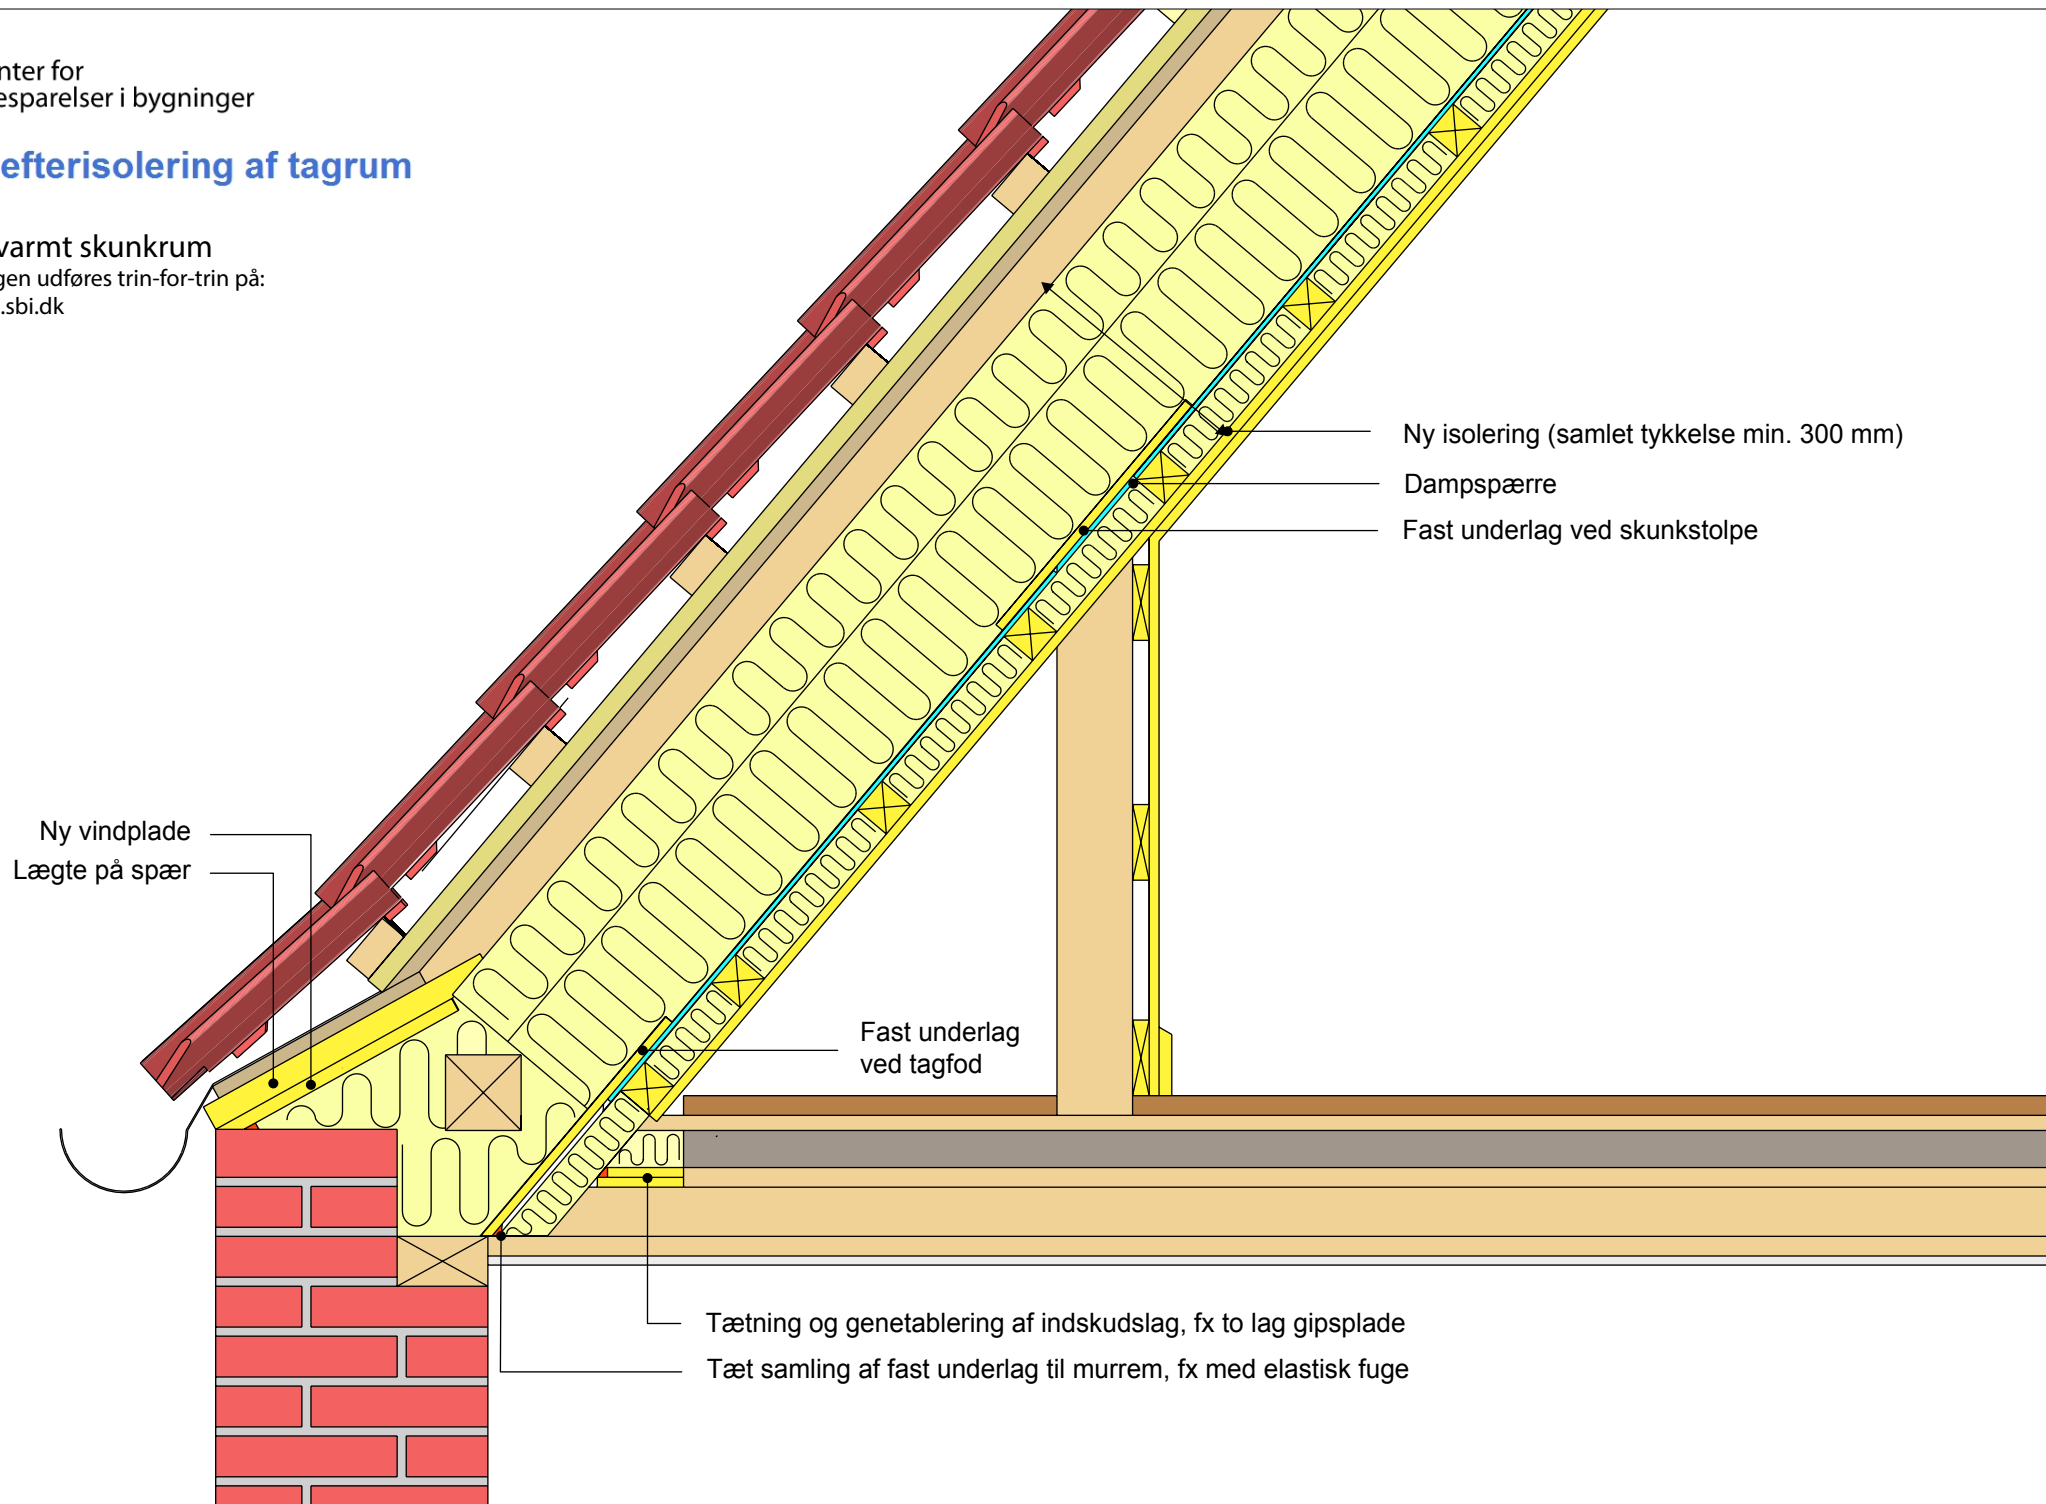 nter for
esparelser i bygninger
efterisolering af tagrum
varmt skunkrum
gen udføres trin-for-trin på:
.sbi.dk
Ny isolering (samlet tykkelse min. 300 mm)
Dampspærre
Fast underlag ved skunkstolpe
Ny vindplade
Lægte på spær
Fast underlag
ved tagfod
Tætning og genetablering af indskudslag, fx to lag gipsplade
Tæt samling af fast underlag til murrem, fx med elastisk fuge